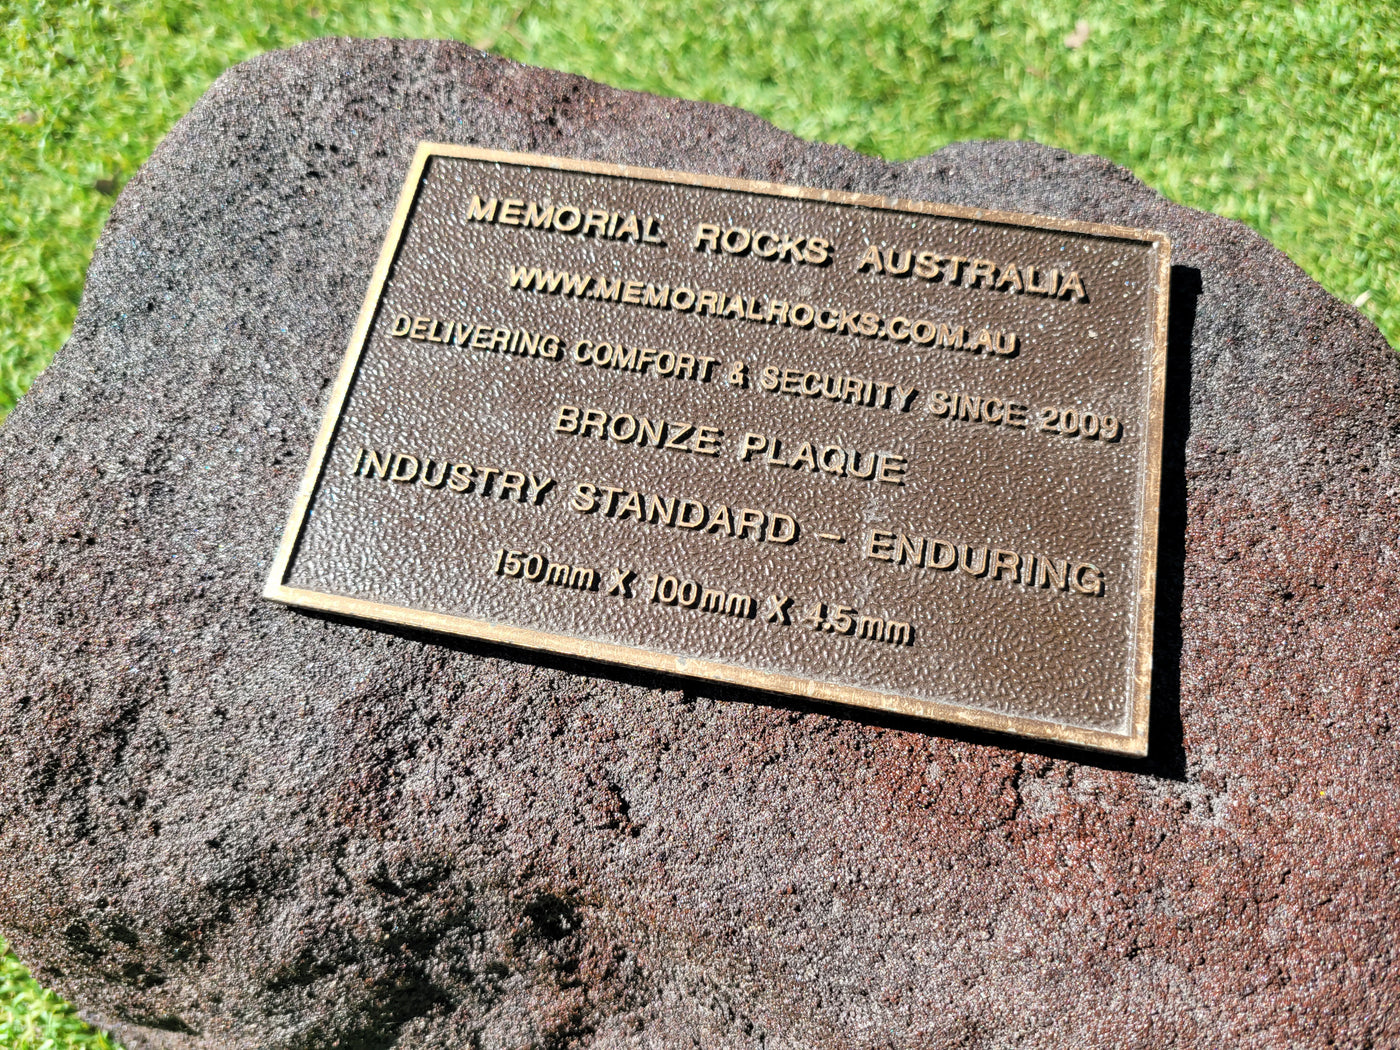 MEMORIAL ROCKS AUSTRALIA
WWW.MEMORIALROCKS.COM.AU
DELIVERING COMFORT & SECURITY SINCE 2009
BRONZE PLAQUE
INDUSTRY STANDARD - ENDURING
150mm X 100mm X 4.5mm